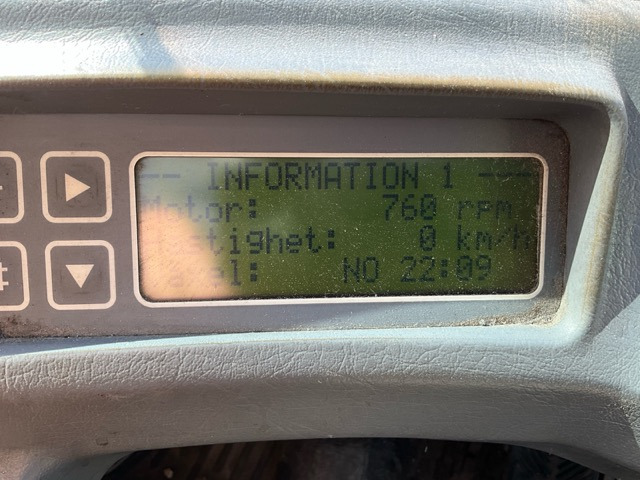 -- INFORMATION 1 ---
Motor: 760 rpm
0 km/h
NO 22:09